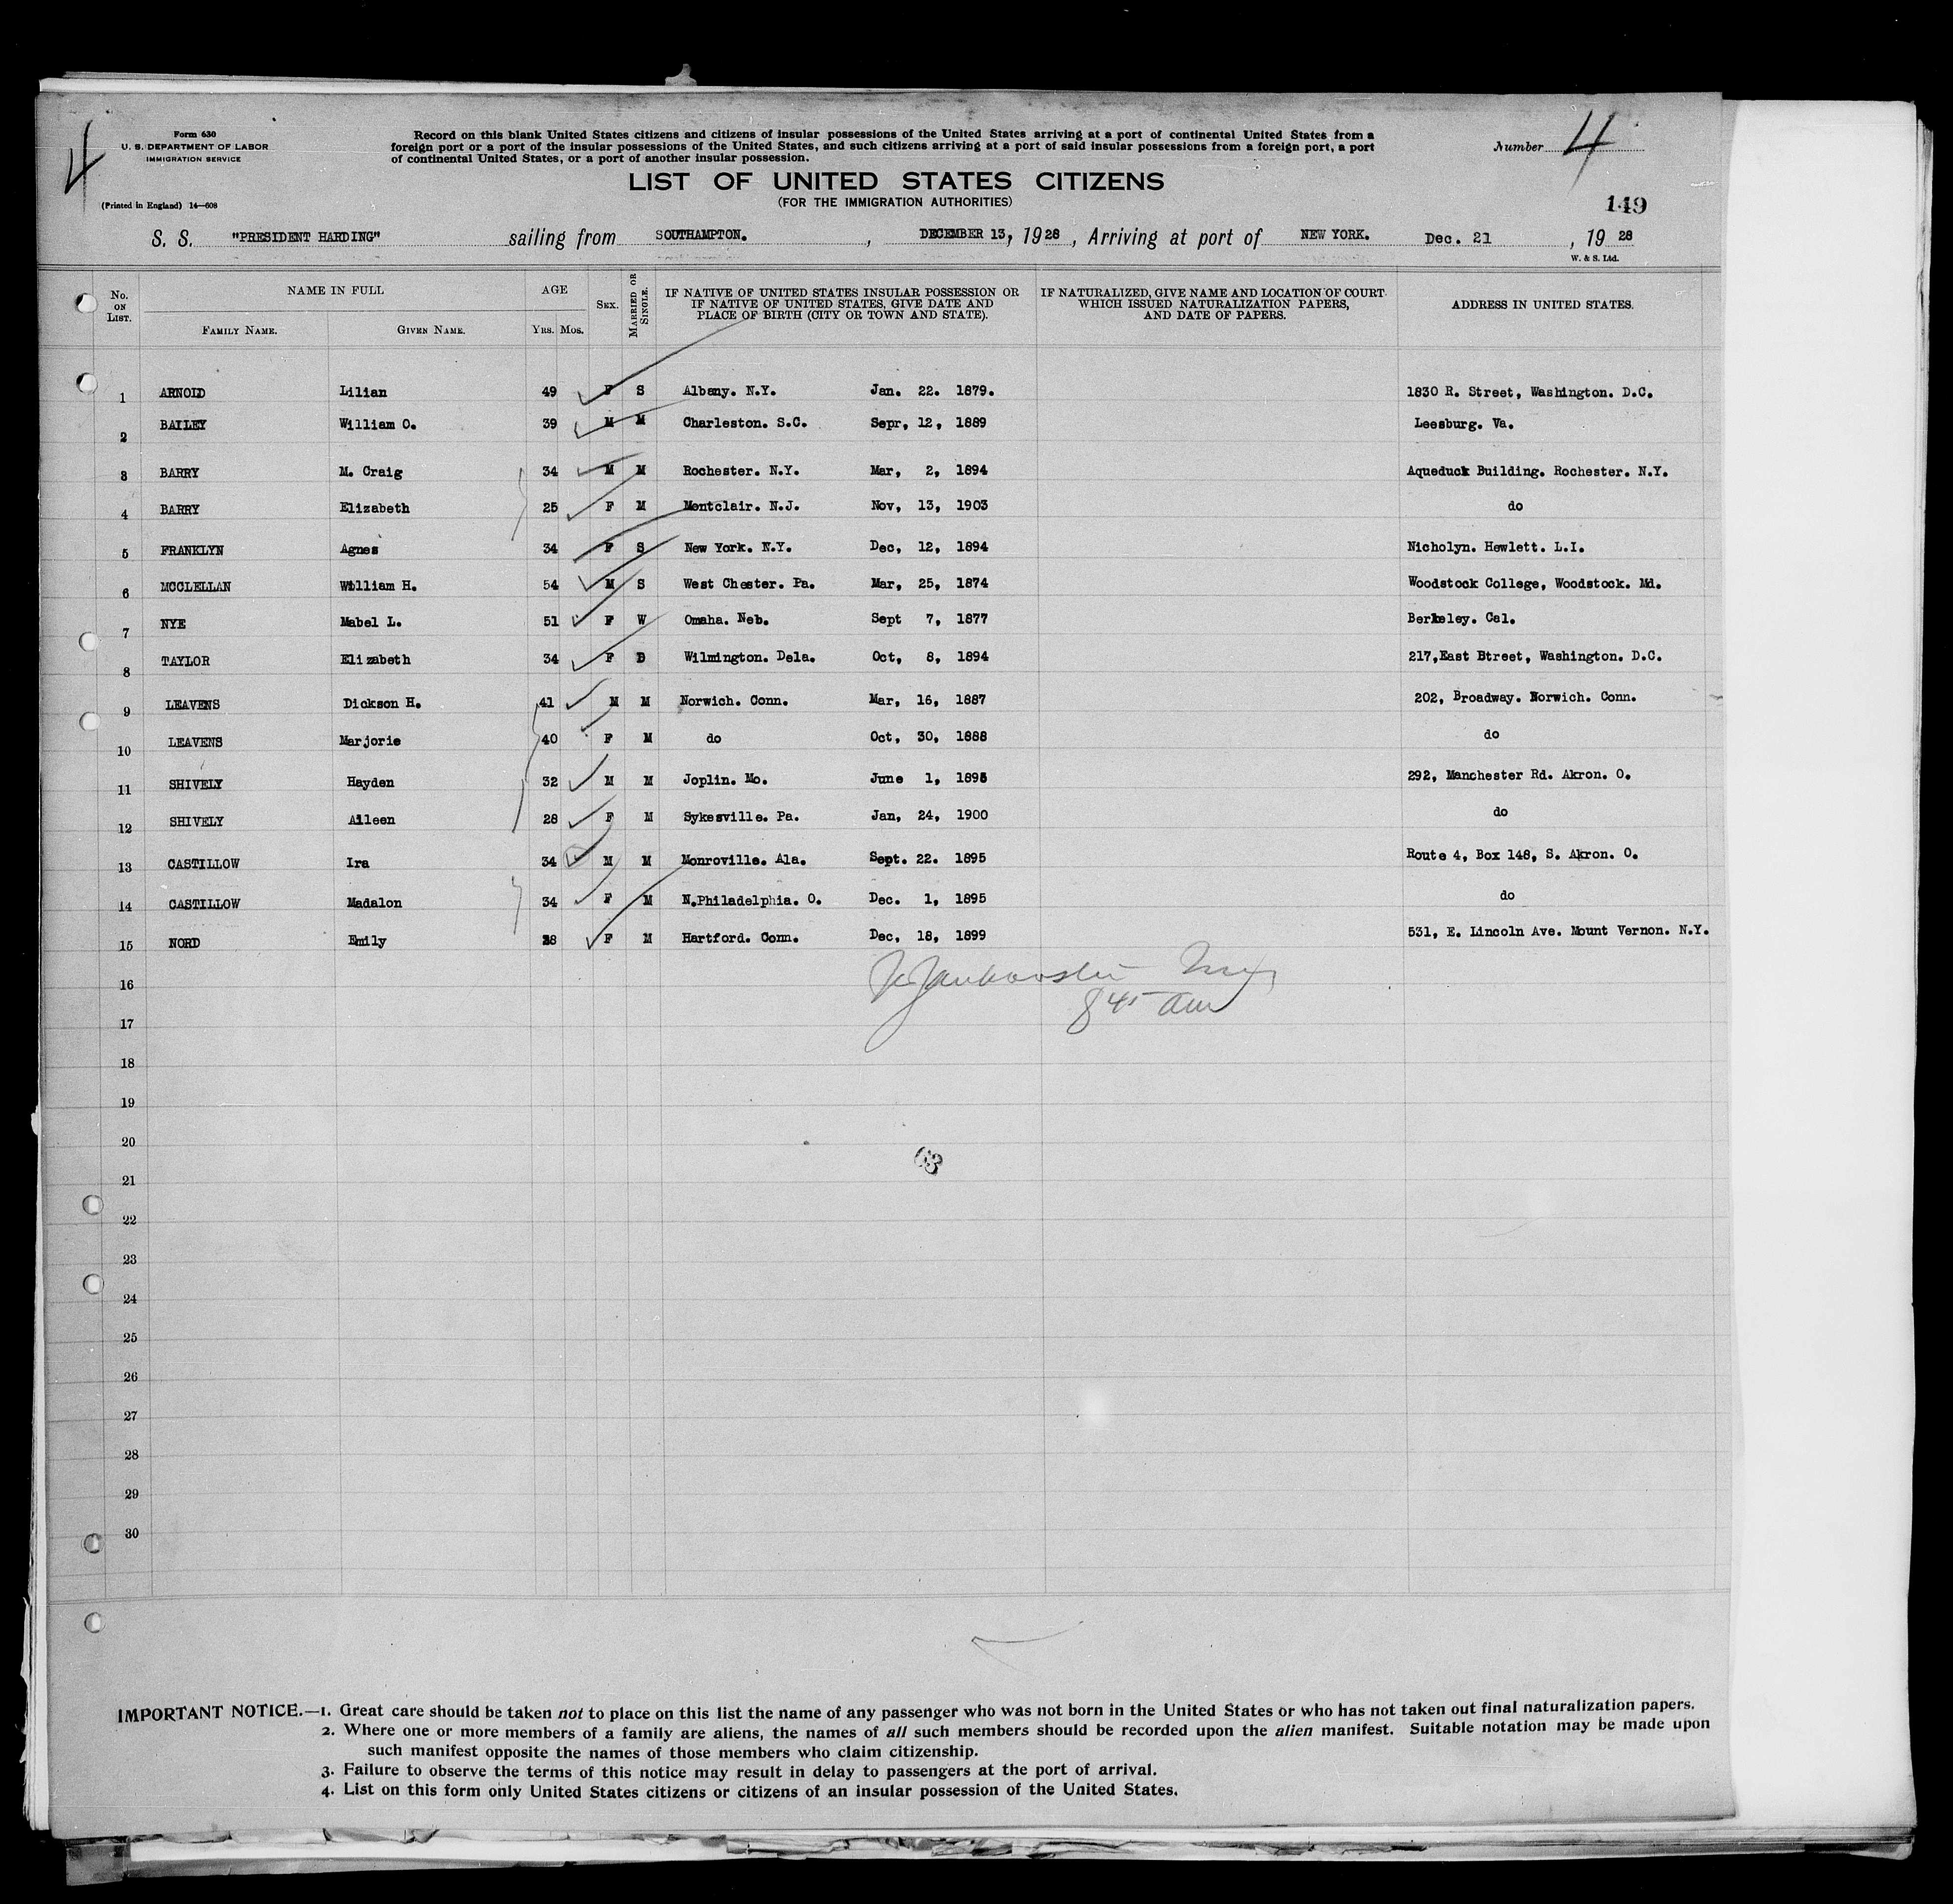 4
Form 630
U. S. DEPARTMENT OF LABOR
IMMIGRATION SERVICE
(Printed in England) 14—608
Record on this blank United States citizens and citizens of insular possessions of the United States arriving at a port of continental United States from a
foreign port or a port of the insular possessions of the United States, and such citizens arriving at a port of said insular possessions from a foreign port, a port
of continental United States, or a port of another insular possession.
Number 4
LIST OF UNITED STATES CITIZENS
(FOR THE IMMIGRATION AUTHORITIES)
149
S. S. "PRESIDENT HARDING" sailing from SOUTHAMPTON. , DECEMBER 13, 1928, Arriving at port of NEW YORK. Dec. 21 , 19 28
W. & S. Ltd.
No. ON LIST.
NAME IN FULL
FAMILY NAME. GIVEN NAME.
AGE
YRS. MOS.
SEX.
MARRIED OR SINGLE.
IF NATIVE OF UNITED STATES INSULAR POSSESSION OR
IF NATIVE OF UNITED STATES, GIVE DATE AND
PLACE OF BIRTH (CITY OR TOWN AND STATE).
IF NATURALIZED, GIVE NAME AND LOCATION OF COURT
WHICH ISSUED NATURALIZATION PAPERS,
AND DATE OF PAPERS.
ADDRESS IN UNITED STATES.
1 ARNOLD Lilian 49 F S Albany. N.Y. Jan. 22. 1879. 1830 R. Street, Washington. D.C.
2 BAILEY William O. 39 M M Charleston. S.C. Sepr, 12, 1889 Leesburg. Va.
3 BARRY M. Craig 34 M M Rochester. N.Y. Mar, 2, 1894 Aqueduck Building. Rochester. N.Y.
4 BARRY Elizabeth 25 F M Montclair. N.J. Nov, 13, 1903 do
5 FRANKLYN Agnes 34 F S New York. N.Y. Dec, 12, 1894 Nicholyn. Hewlett. L.I.
6 MCCLELLAN William H. 54 M S West Chester. Pa. Mar, 25, 1874 Woodstock College, Woodstock. Md.
7 NYE Mabel L. 51 F W Omaha. Neb. Sept 7, 1877 Berkeley. Cal.
8 TAYLOR Elizabeth 34 F D Wilmington. Dela. Oct, 8, 1894 217,East Btreet, Washington. D.C.
9 LEAVENS Dickson H. 41 M M Norwich. Conn. Mar, 16, 1887 202, Broadway. Norwich. Conn.
10 LEAVENS Marjorie 40 F M do Oct, 30, 1888 do
11 SHIVELY Hayden 32 M M Joplin. Mo. June 1, 1895 292, Manchester Rd. Akron. O.
12 SHIVELY Aileen 28 F M Sykesville. Pa. Jan, 24, 1900 do
13 CASTILLOW Ira 34 M M Monroville. Ala. Sept. 22. 1895 Route 4, Box 148, S. Akron. O.
14 CASTILLOW Madalon 34 F M N.Philadelphia. O. Dec. 1, 1895 do
15 NORD Emily 28 F M Hartford. Conn. Dec, 18, 1899 531, E. Lincoln Ave. Mount Vernon. N.Y.
16
8 45 am
17
18
19
20
21
22
23
24
25
26
27
28
29
30
IMPORTANT NOTICE.—1. Great care should be taken not to place on this list the name of any passenger who was not born in the United States or who has not taken out final naturalization papers.
2. Where one or more members of a family are aliens, the names of all such members should be recorded upon the alien manifest. Suitable notation may be made upon
such manifest opposite the names of those members who claim citizenship.
3. Failure to observe the terms of this notice may result in delay to passengers at the port of arrival.
4. List on this form only United States citizens or citizens of an insular possession of the United States.